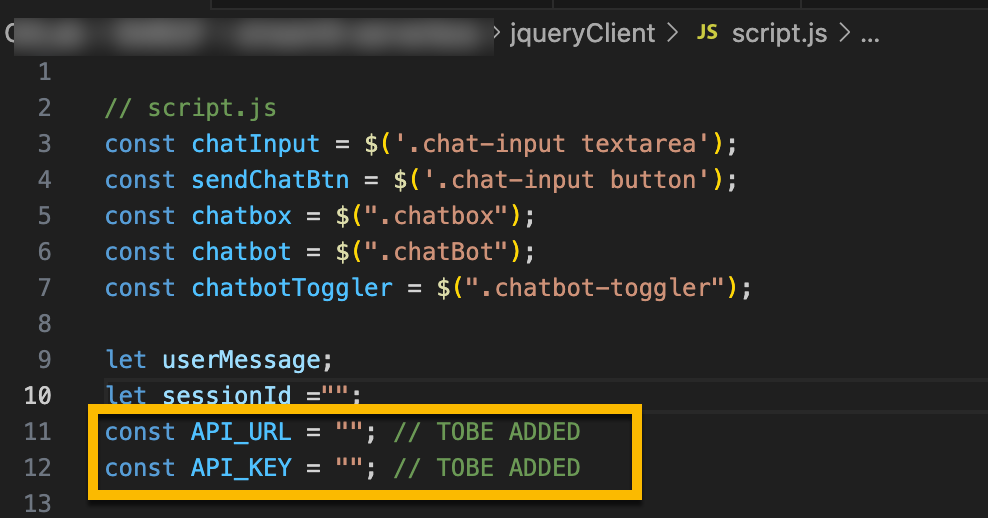 jqueryClient > JS script.js > ...
1
2 // script.js
3 const chatInput = $('.chat-input textarea');
4 const sendChatBtn = $('.chat-input button');
5 const chatbox = $(".chatbox");
6 const chatbot = $(".chatBot");
7 const chatbotToggler = $(".chatbot-toggler");
8
9 let userMessage;
10 let sessionId ="";
11 const API_URL = ""; // TOBE ADDED
12 const API_KEY = ""; // TOBE ADDED
13